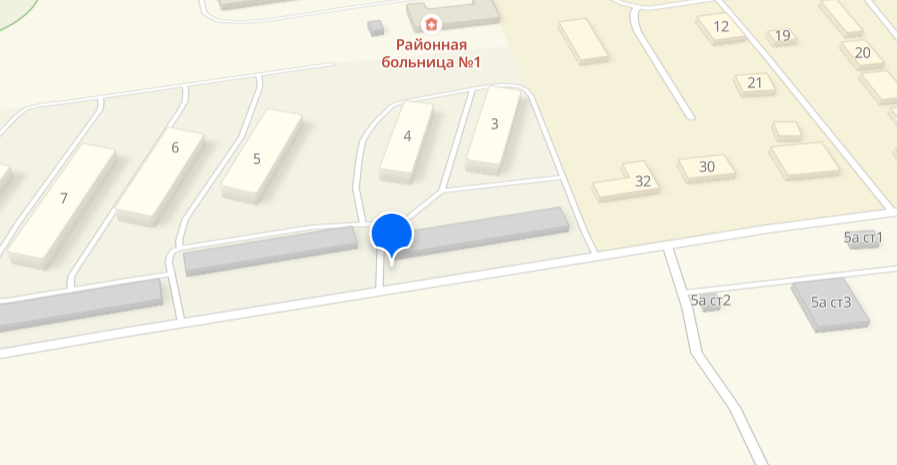 12
19
20
Районная
больница №1
21
3
4
6
5
30
32
7
5а ст1
5а ст2
5а ст3